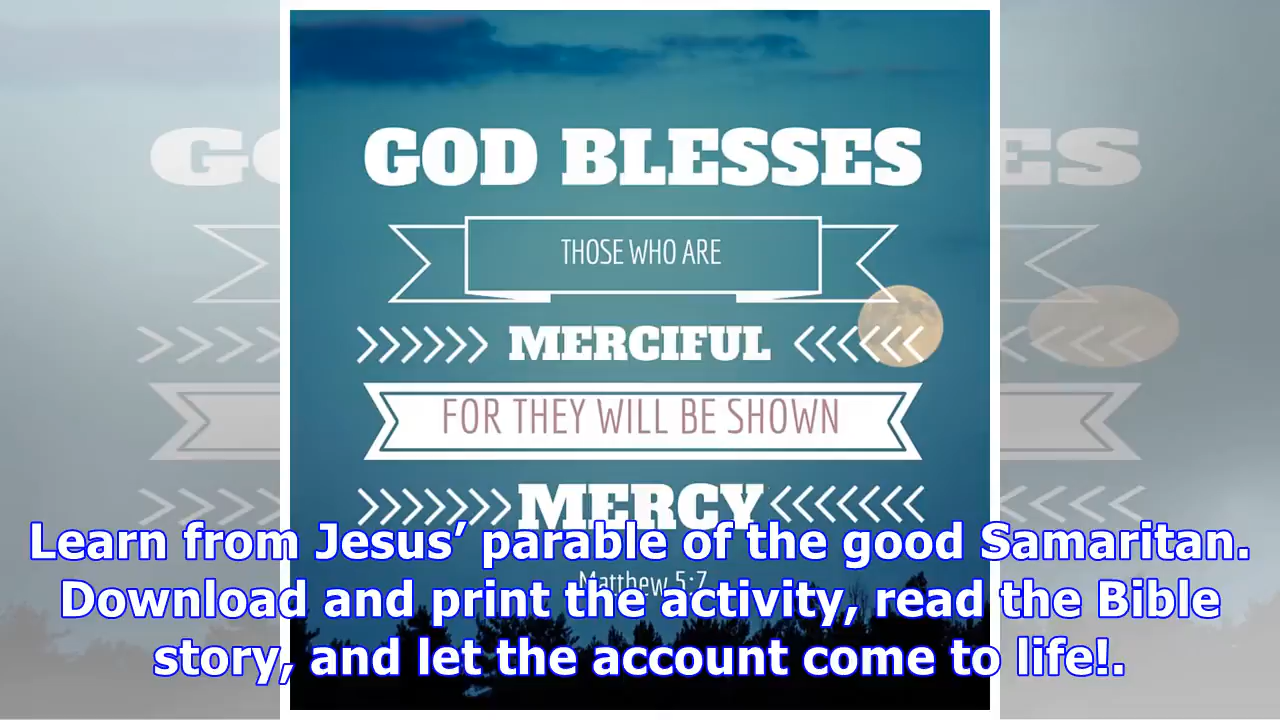 GOD BLESSES
THOSE WHO ARE
MERCIFUL
FOR THEY WILL BE SHOWN
MERCY
Matthew 5:7
Learn from Jesus’ parable of the good Samaritan.
Download and print the activity, read the Bible
story, and let the account come to life!.